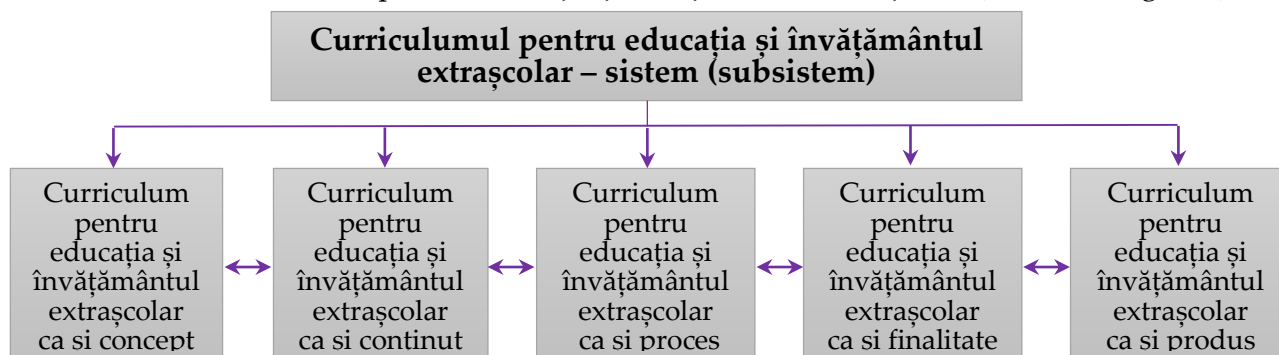 Curriculumul pentru educația și învățământul
extrașcolar – sistem (subsistem)
Curriculum
pentru
educația și
învățământul
extrașcolar
ca și concept
Curriculum
pentru
educația și
învățământul
extrașcolar
ca și conținut
Curriculum
pentru
educația și
învățământul
extrașcolar
ca și proces
Curriculum
pentru
educația și
învățământul
extrașcolar
ca și finalitate
Curriculum
pentru
educația și
învățământul
extrașcolar
ca și produs